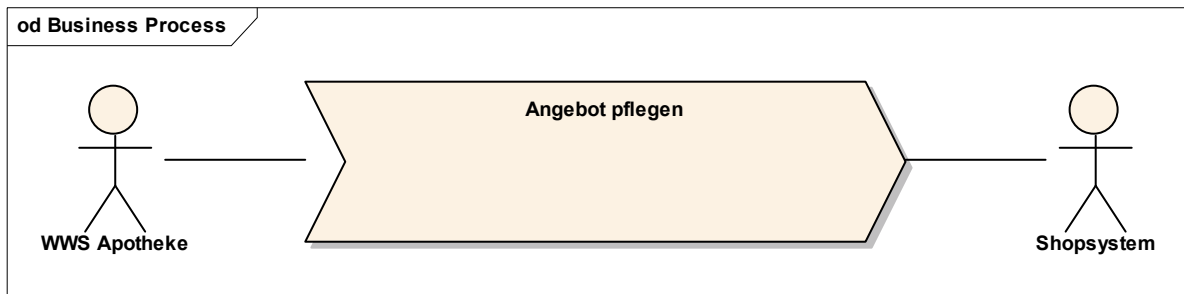 od Business Process
Angebot pflegen
WWS Apotheke
Shopsystem